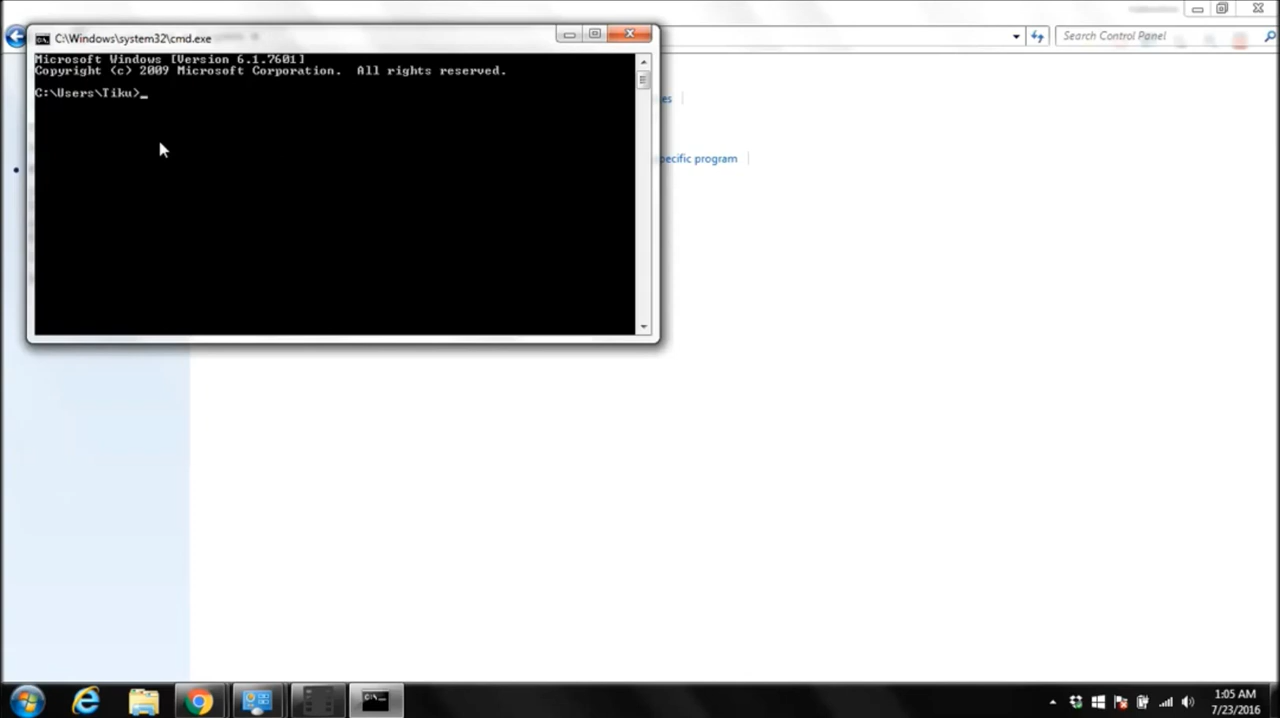 C:\Windows\system32\cmd.exe
Search Control Panel
Microsoft Windows [Version 6.1.7601]
Copyright (c) 2009 Microsoft Corporation.  All rights reserved.
C:\Users\Tiku>_
es
pecific program
C:\
1:05 AM
7/23/2016